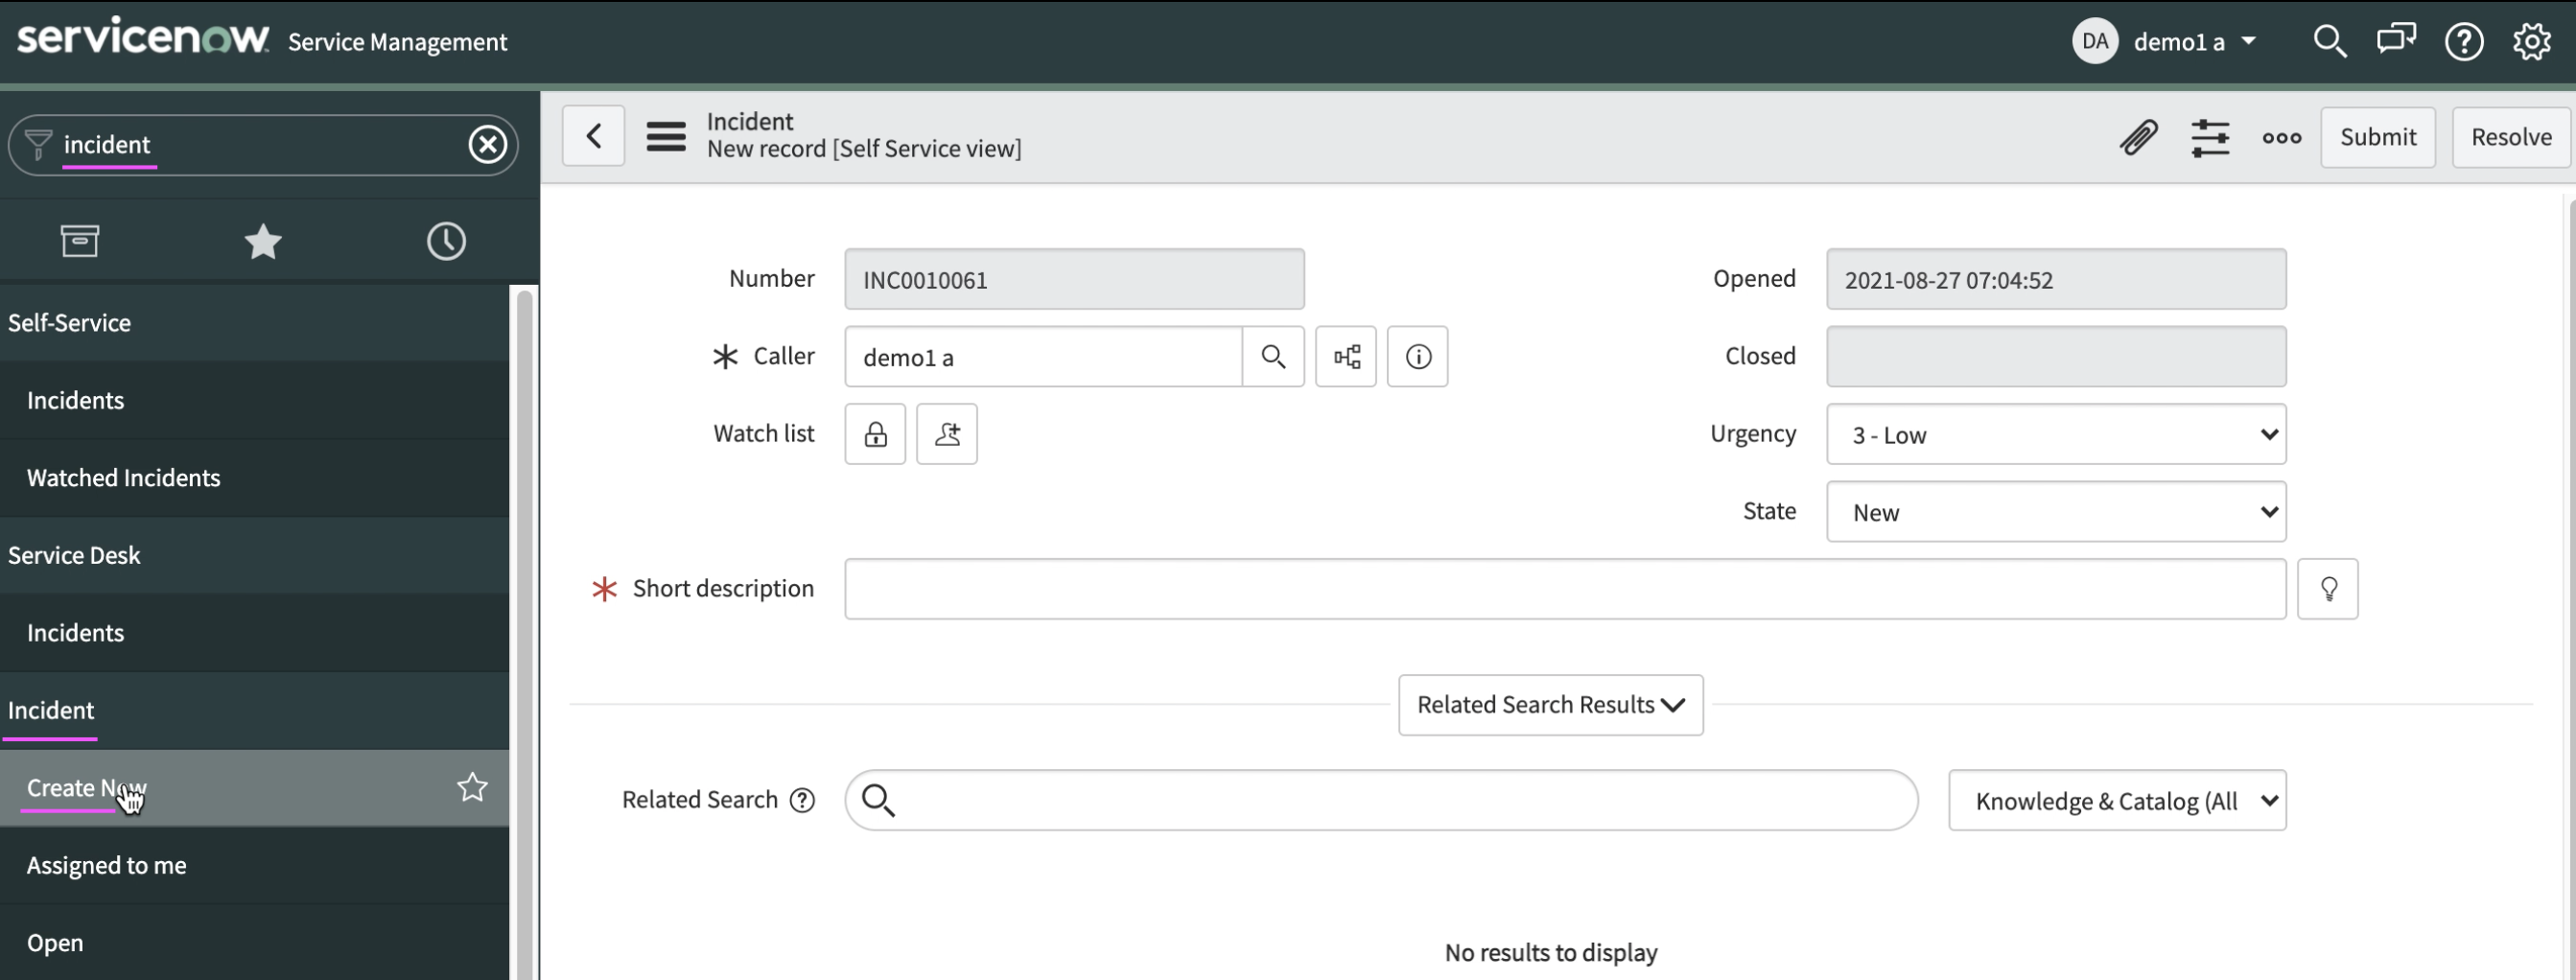 servicenow Service Management
DA demo1 a
incident
Self-Service
Incidents
Watched Incidents
Service Desk
Incidents
Incident
Create New
Assigned to me
Open
Incident
New record [Self Service view]
Submit
Resolve
Number INC0010061
Opened 2021-08-27 07:04:52
* Caller demo1 a
Closed
Watch list
Urgency 3 - Low
State New
* Short description
Related Search Results
Related Search
Knowledge & Catalog (All
No results to display